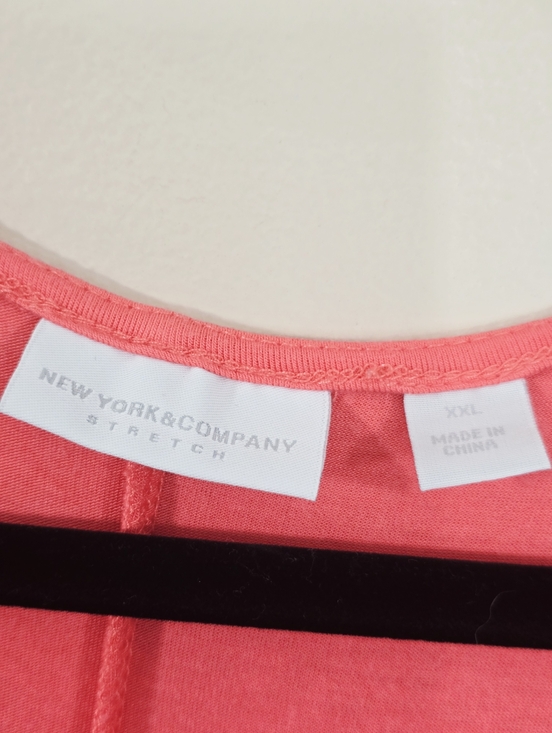 NEW YORK&COMPANY
STRETCH
XXL
MADE IN
CHINA